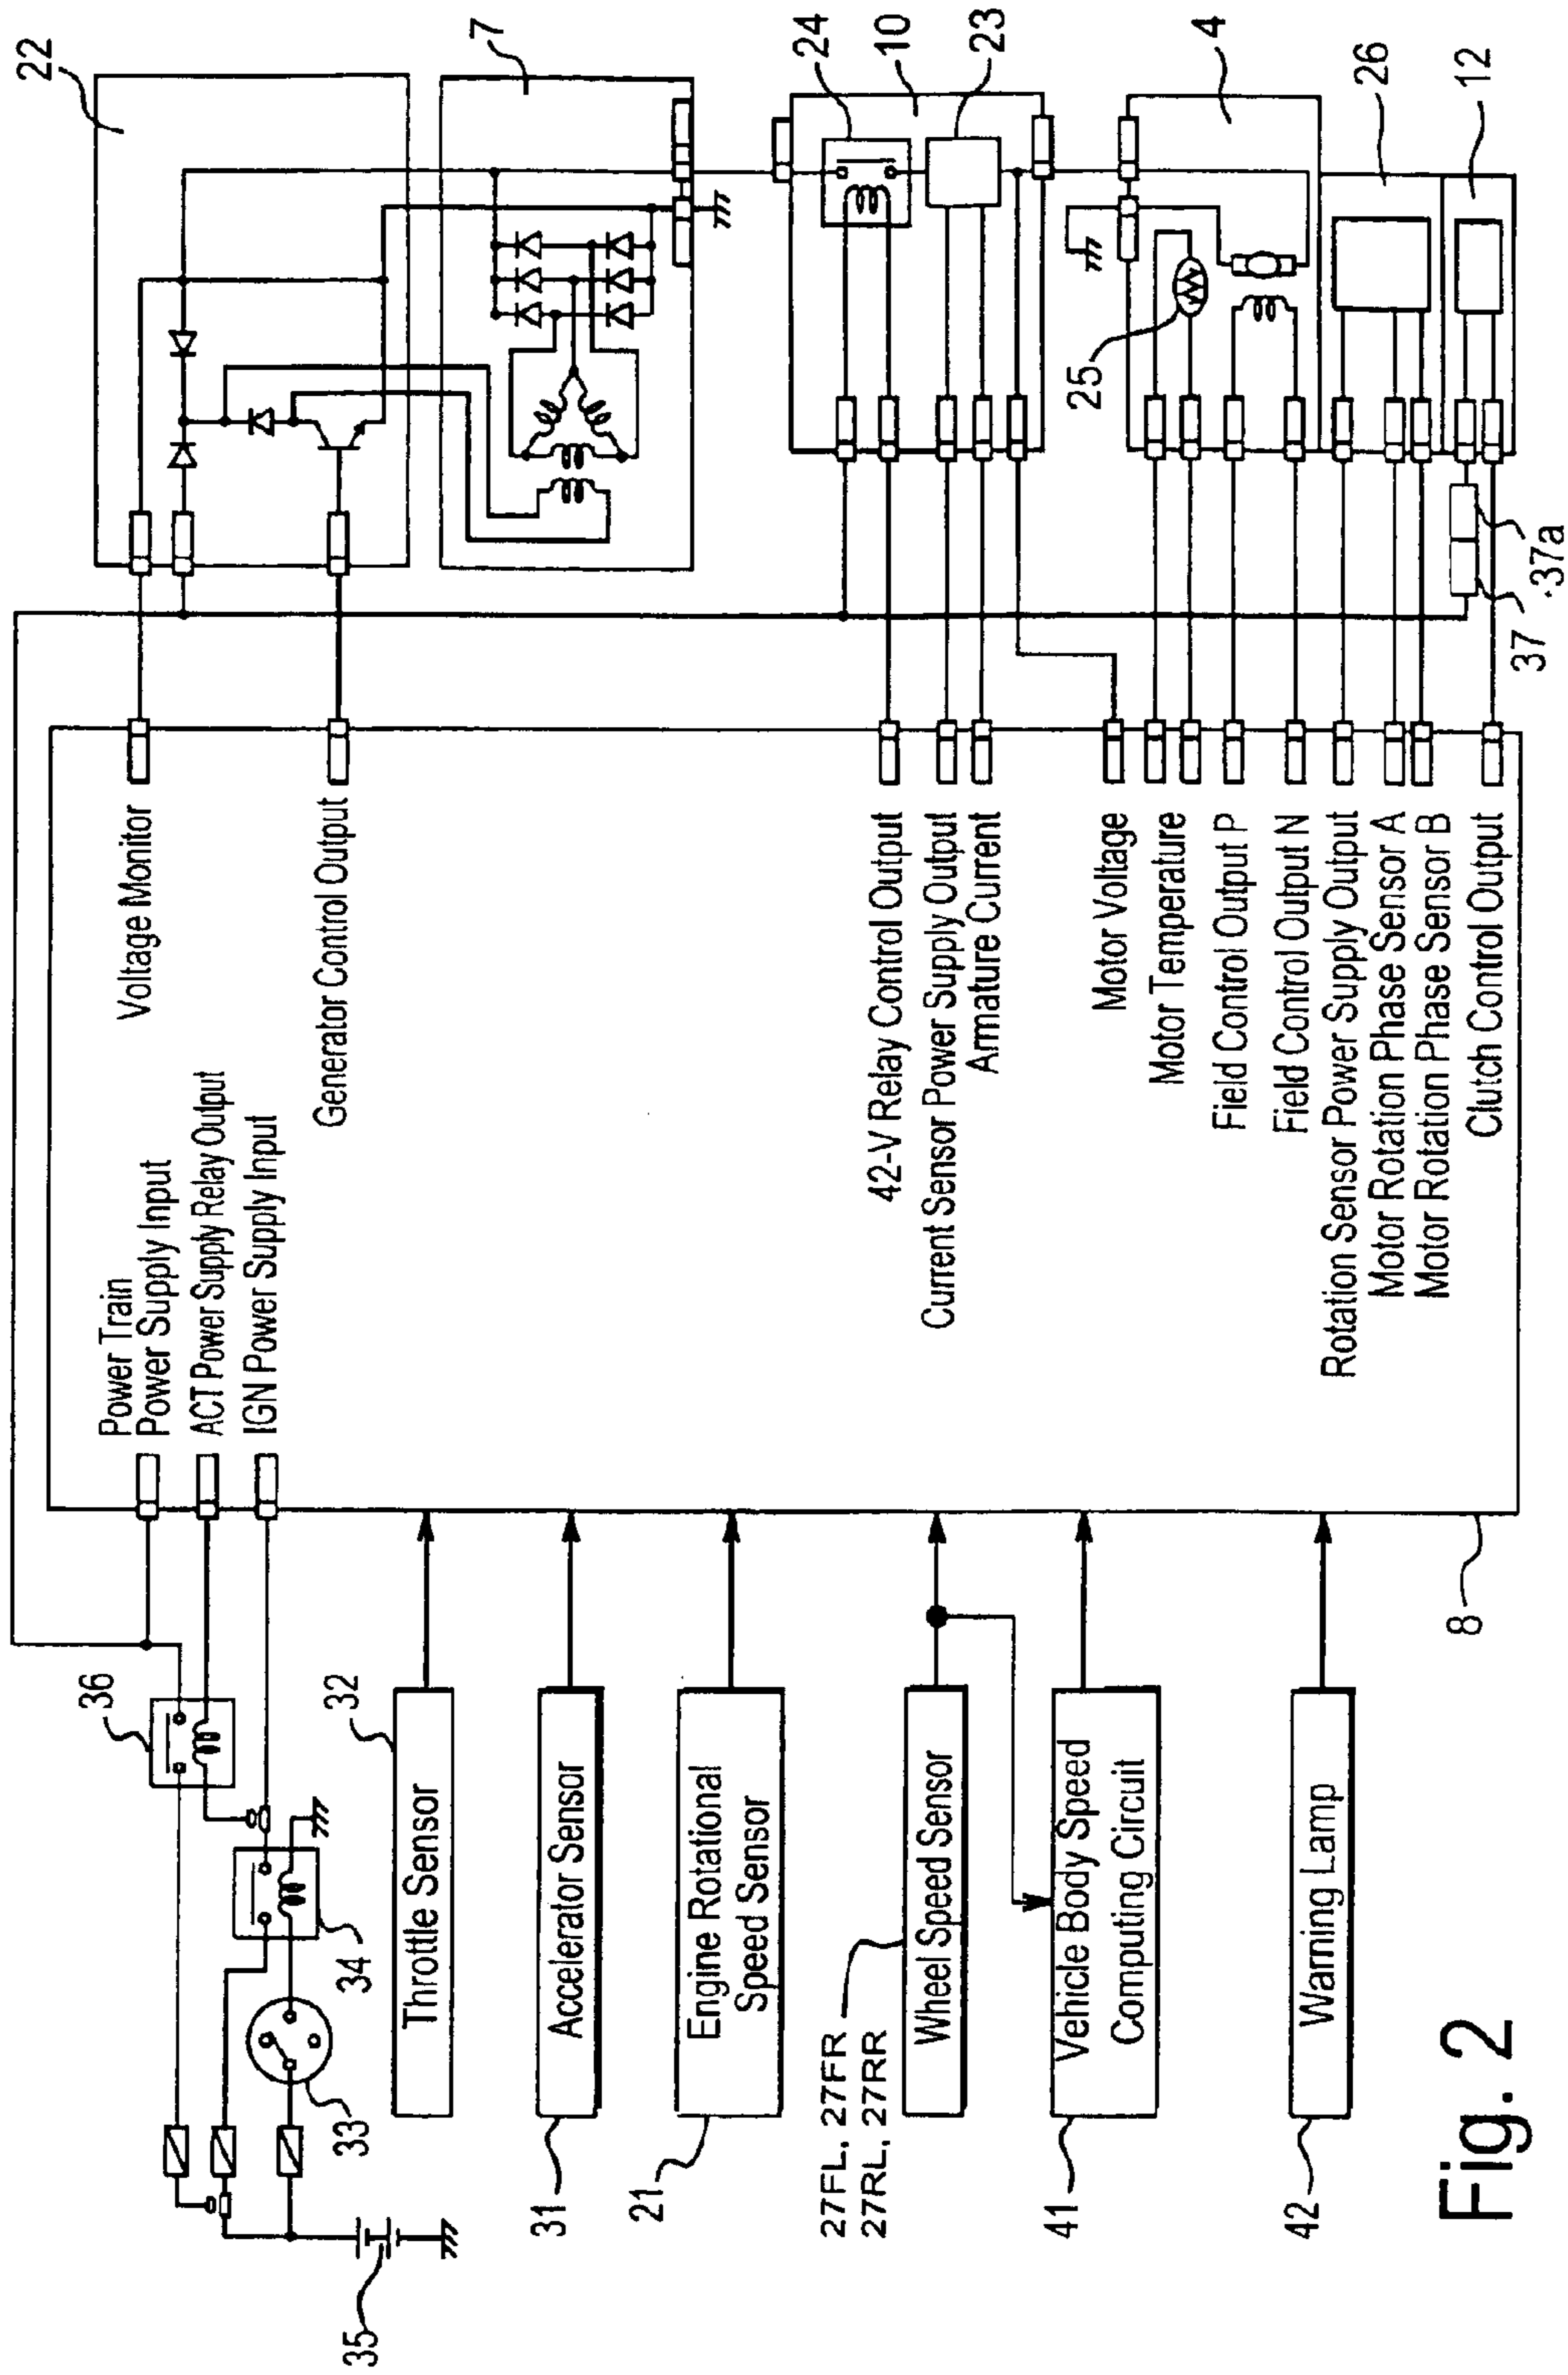 22
7
24
10
23
4
26
12
25
37a
37
Voltage Monitor
Generator Control Output
42-V Relay Control Output
Current Sensor Power Supply Output
Armature Current
Motor Voltage
Motor Temperature
Field Control Output P
Field Control Output N
Rotation Sensor Power Supply Output
Motor Rotation Phase Sensor A
Motor Rotation Phase Sensor B
Clutch Control Output
Power Train
Power Supply Input
ACT Power Supply Relay Output
IGN Power Supply Input
8
36
34
33
35
32
Throttle Sensor
31
Accelerator Sensor
21
Engine Rotational
Speed Sensor
27FL, 27FR
27RL, 27RR
Wheel Speed Sensor
41
Vehicle Body Speed
Computing Circuit
42
Warning Lamp
Fig. 2